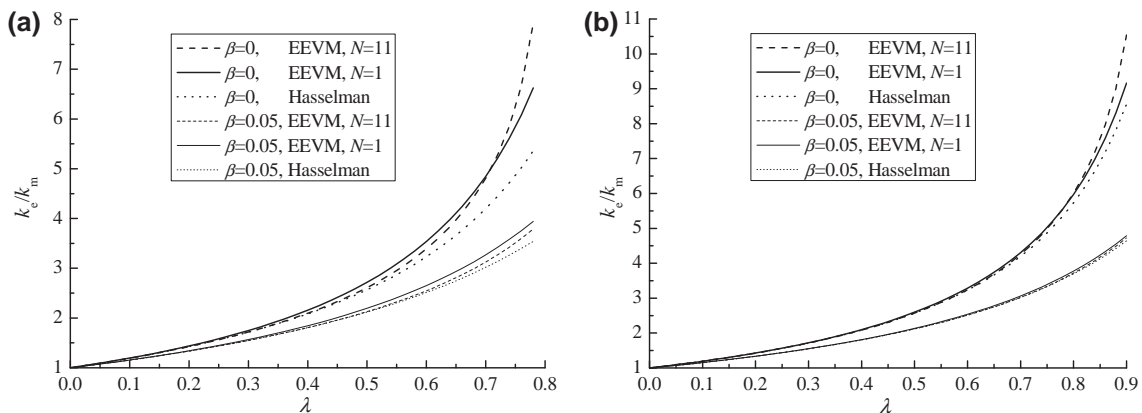 (a)
8
7
6
5
4
3
2
1
kₑ/kₘ
β=0, EEVM, N=11
β=0, EEVM, N=1
β=0, Hasselman
β=0.05, EEVM, N=11
β=0.05, EEVM, N=1
β=0.05, Hasselman
0.0 0.1 0.2 0.3 0.4 0.5 0.6 0.7 0.8
λ
(b)
11
10
9
8
7
6
5
4
3
2
1
kₑ/kₘ
β=0, EEVM, N=11
β=0, EEVM, N=1
β=0, Hasselman
β=0.05, EEVM, N=11
β=0.05, EEVM, N=1
β=0.05, Hasselman
0.0 0.1 0.2 0.3 0.4 0.5 0.6 0.7 0.8 0.9
λ